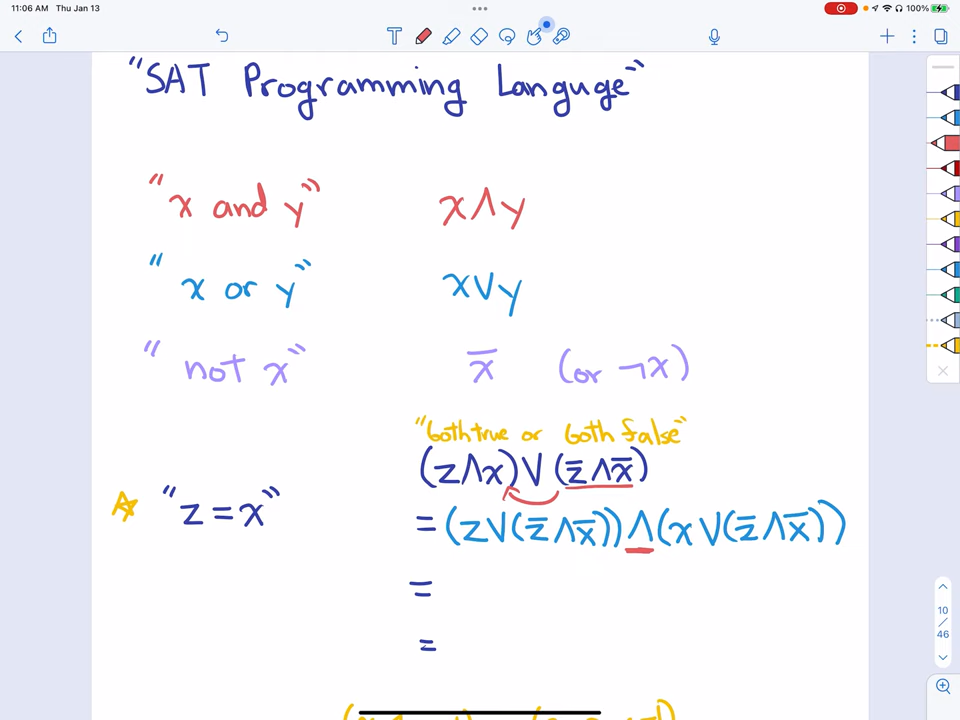 11:06 AM Thu Jan 13
100%
"SAT Programming Languge"
"x and y" x∧y
"x or y" x∨y
"not x" x̅ (or ¬x)
"both true or both false"
(z∧x)∨(z̅∧x̅)
"z=x"
=(z∨(z̅∧x̅))∧(x∨(z̅∧x̅))
=
=
10
/
46